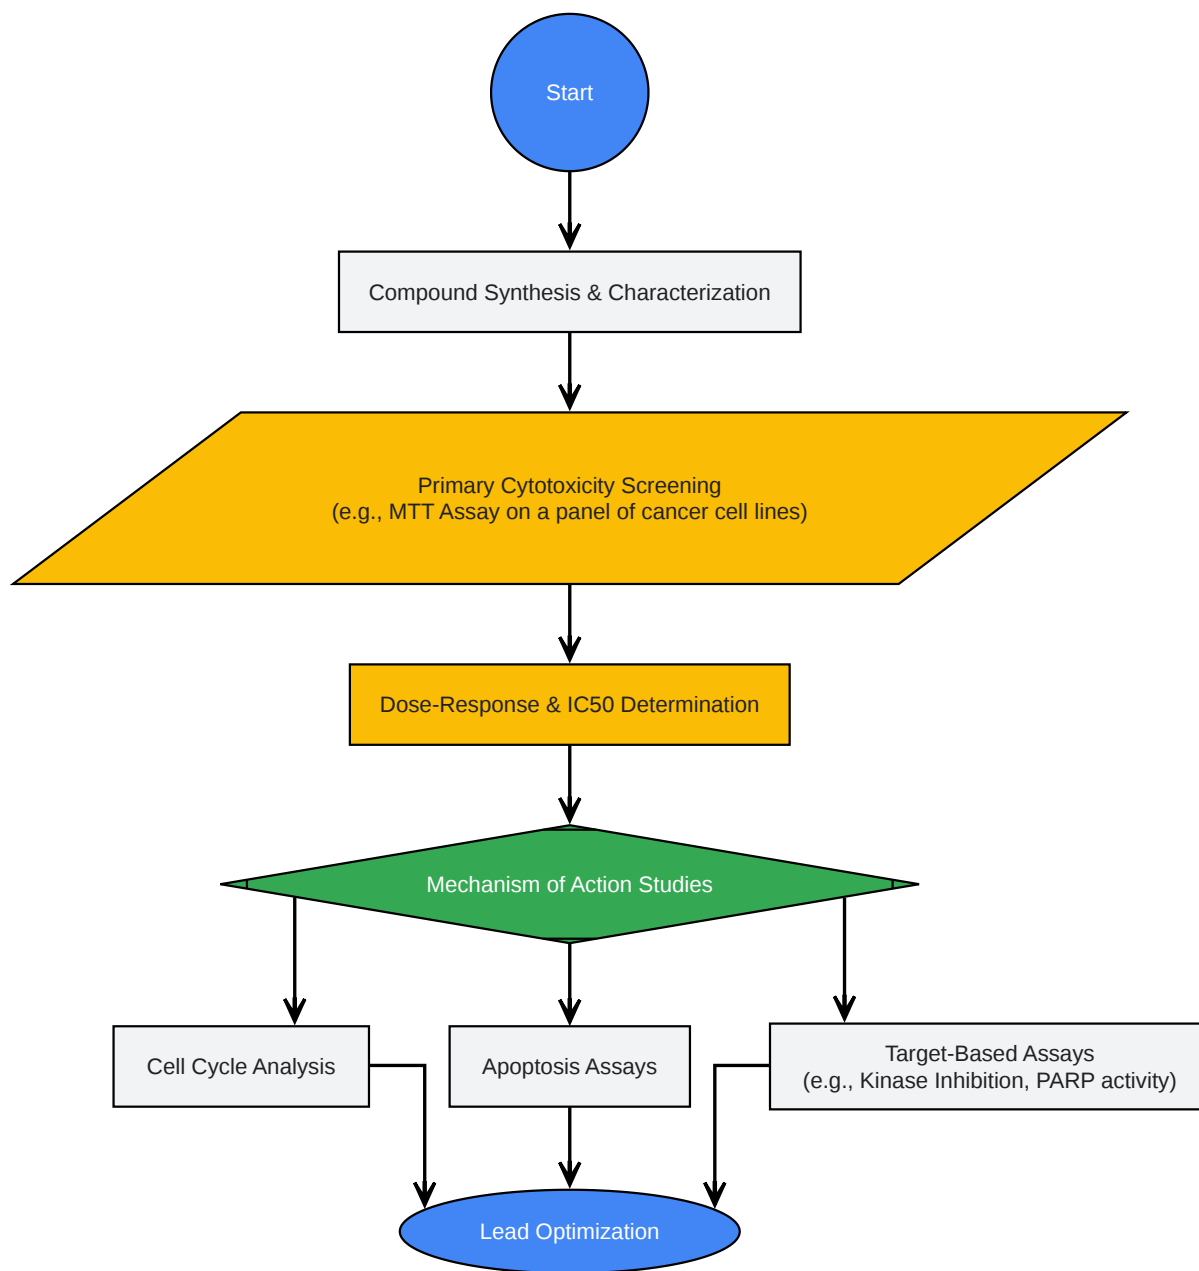 Start
Compound Synthesis & Characterization
Primary Cytotoxicity Screening
(e.g., MTT Assay on a panel of cancer cell lines)
Dose-Response & IC50 Determination
Mechanism of Action Studies
Cell Cycle Analysis
Apoptosis Assays
Target-Based Assays
(e.g., Kinase Inhibition, PARP activity)
Lead Optimization